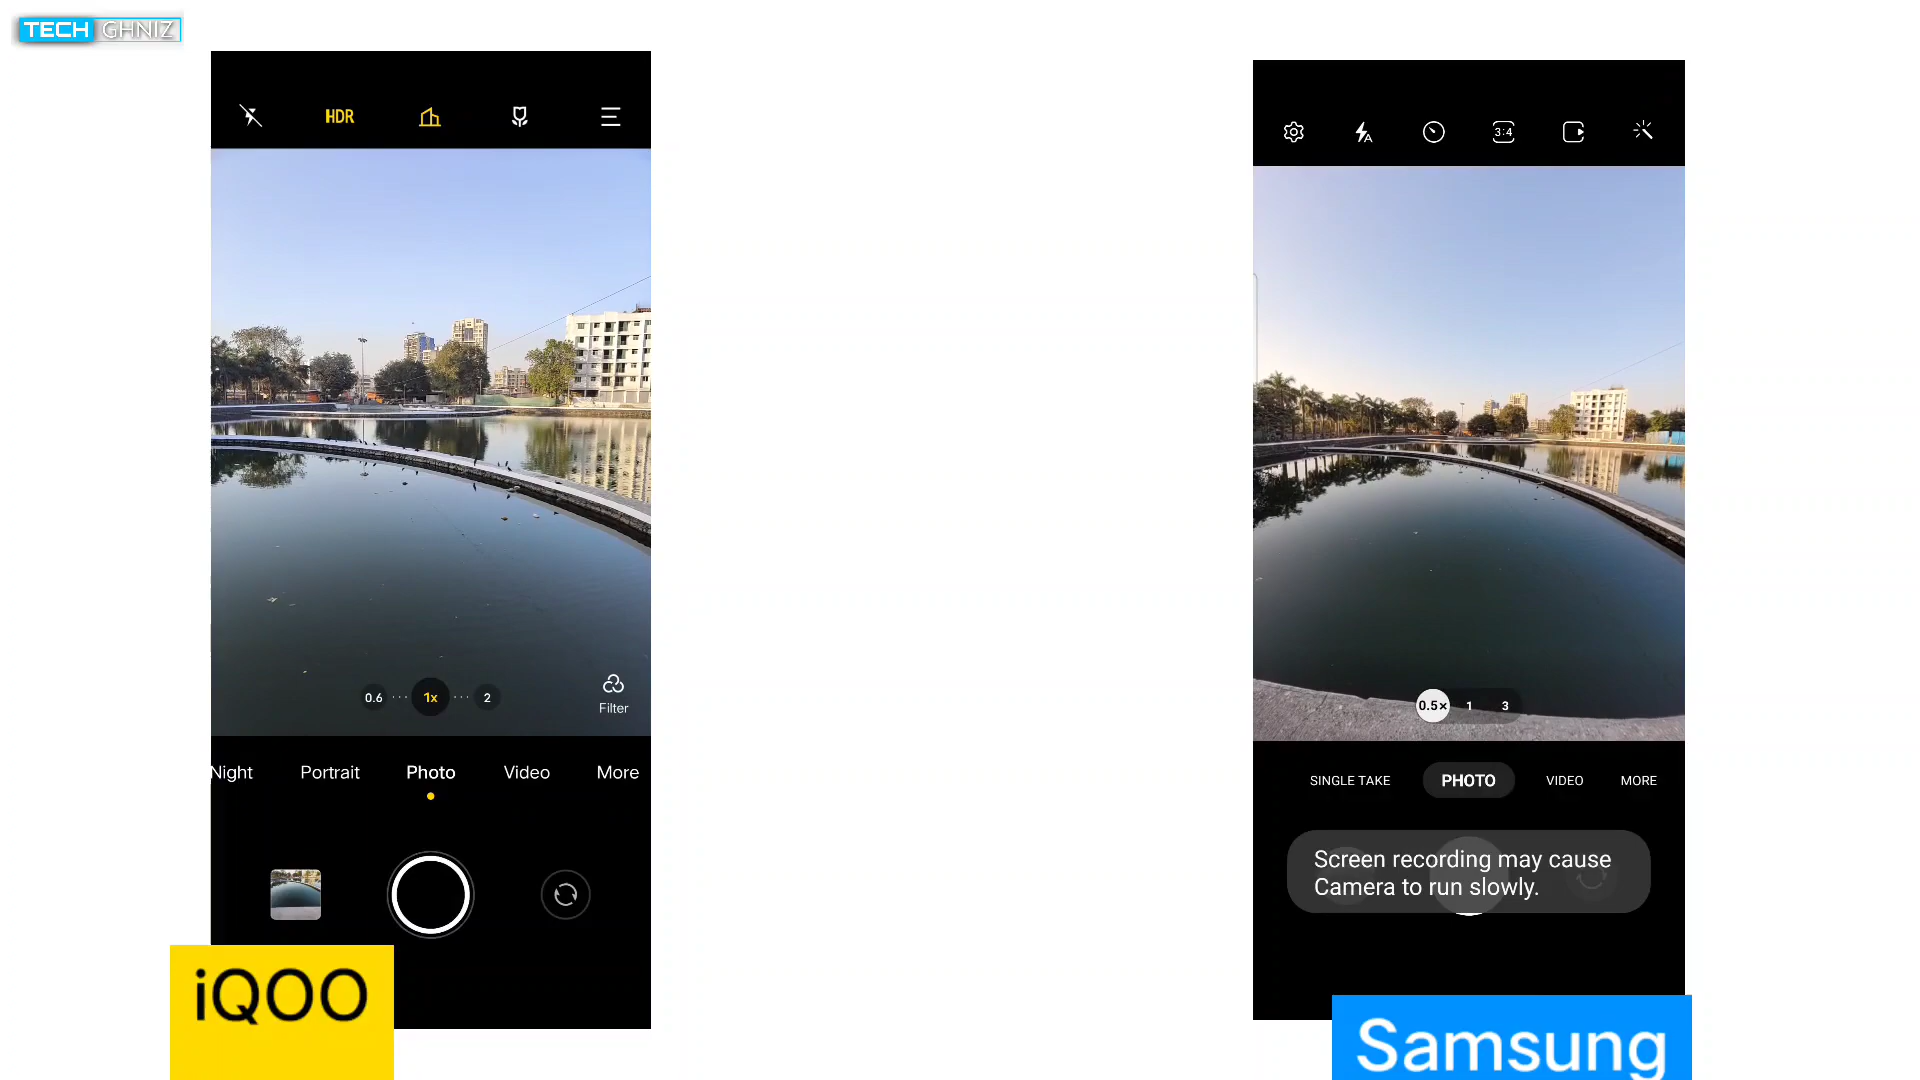 TECH GHNIZ
HDR
0.6 1x 2
Filter
Night Portrait Photo Video More
iQOO
3:4
0.5× 1 3
SINGLE TAKE PHOTO VIDEO MORE
Screen recording may cause
Camera to run slowly.
Samsung